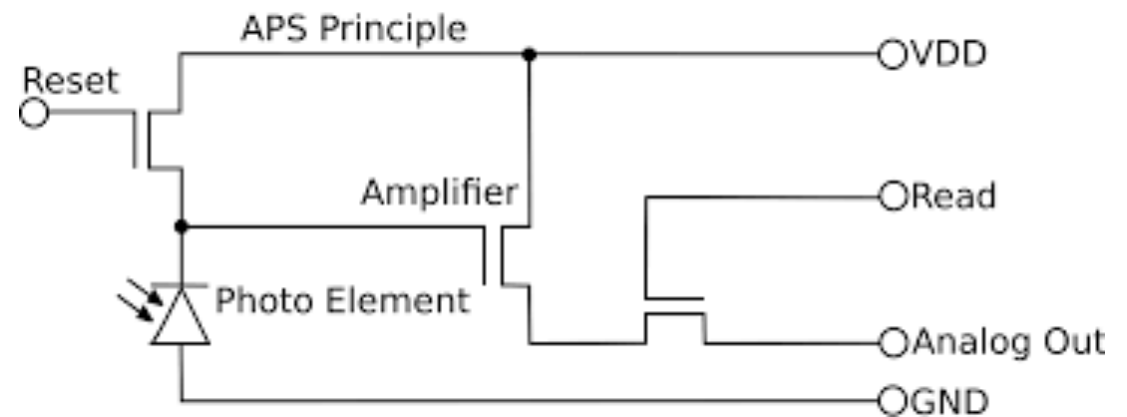 APS Principle
VDD
Reset
Amplifier
Read
Photo Element
Analog Out
GND